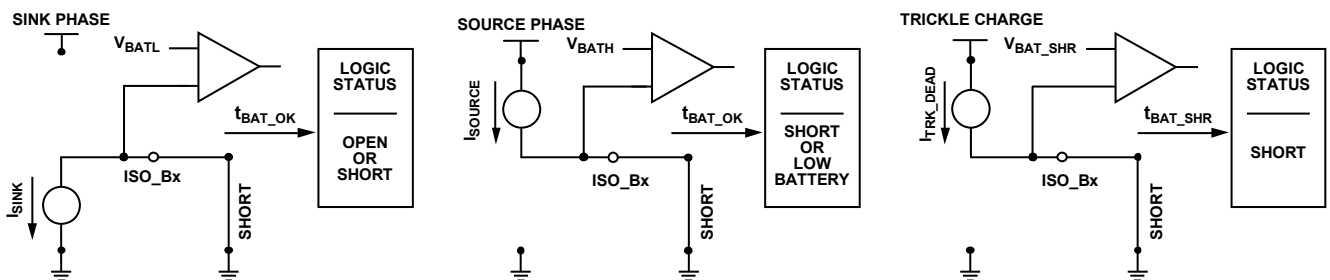 SINK PHASE
V_BATL
LOGIC
STATUS
t_BAT_OK
OPEN
OR
SHORT
ISO_Bx
I_SINK
SHORT
SOURCE PHASE
V_BATH
I_SOURCE
LOGIC
STATUS
t_BAT_OK
SHORT
OR
LOW
BATTERY
ISO_Bx
SHORT
TRICKLE CHARGE
V_BAT_SHR
I_TRK_DEAD
LOGIC
STATUS
t_BAT_SHR
SHORT
ISO_Bx
SHORT